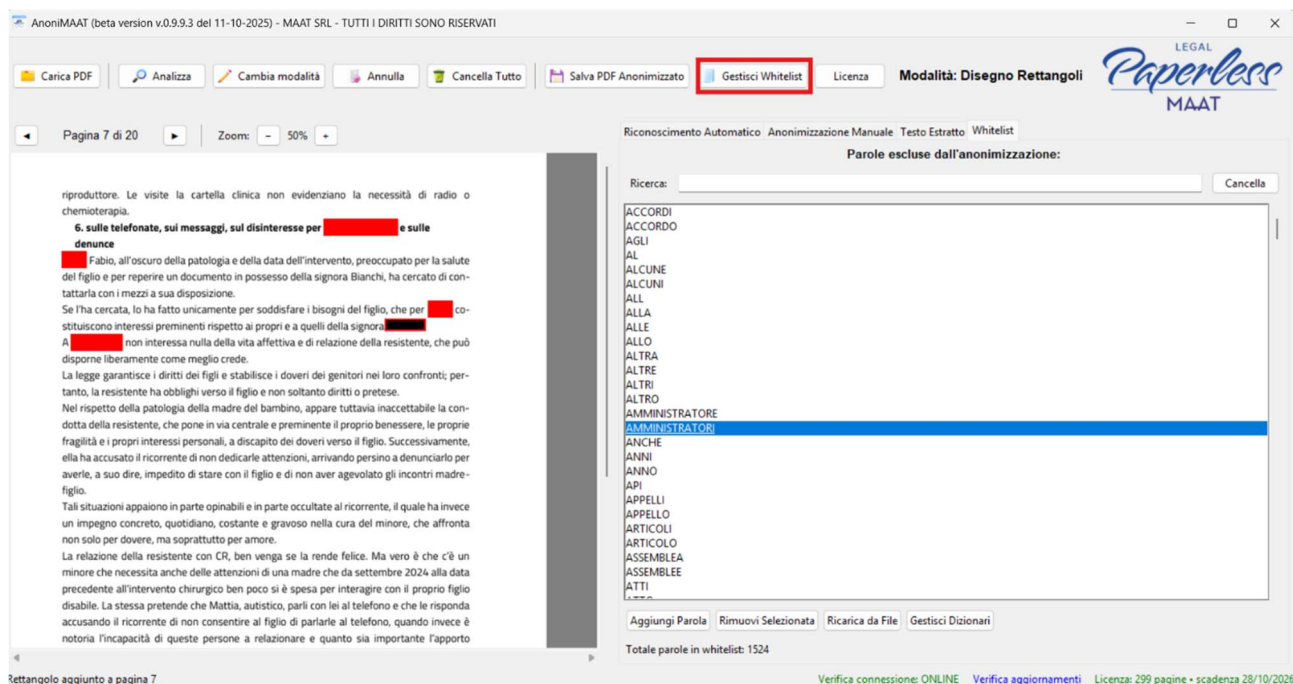 AnoniMAAT (beta version v.0.9.9.3 del 11-10-2025) - MAAT SRL - TUTTI I DIRITTI SONO RISERVATI
Carica PDF Analizza Cambia modalità Annulla Cancella Tutto Salva PDF Anonimizzato Gestisci Whitelist Licenza Modalità: Disegno Rettangoli
LEGAL
Paperless
MAAT
Pagina 7 di 20 Zoom: - 50% +
riproduttore. Le visite la cartella clinica non evidenziano la necessità di radio o
chemioterapia.
6. sulle telefonate, sui messaggi, sul disinteresse per e sulle
denunce
Fabio, all'oscuro della patologia e della data dell'intervento, preoccupato per la salute
del figlio e per reperire un documento in possesso della signora Bianchi, ha cercato di con-
tattarla con i mezzi a sua disposizione.
Se l'ha cercata, lo ha fatto unicamente per soddisfare i bisogni del figlio, che per co-
stituiscono interessi preminenti rispetto ai propri e a quelli della signora
A non interessa nulla della vita affettiva e di relazione della resistente, che può
disporne liberamente come meglio crede.
La legge garantisce i diritti dei figli e stabilisce i doveri dei genitori nei loro confronti; per-
tanto, la resistente ha obblighi verso il figlio e non soltanto diritti o pretese.
Nel rispetto della patologia della madre del bambino, appare tuttavia inaccettabile la con-
dotta della resistente, che pone in via centrale e preminente il proprio benessere, le proprie
fragilità e i propri interessi personali, a discapito dei doveri verso il figlio. Successivamente,
ella ha accusato il ricorrente di non dedicarle attenzioni, arrivando persino a denunciarlo per
averle, a suo dire, impedito di stare con il figlio e di non aver agevolato gli incontri madre-
figlio.
Tali situazioni appaiono in parte opinabili e in parte occultate al ricorrente, il quale ha invece
un impegno concreto, quotidiano, costante e gravoso nella cura del minore, che affronta
non solo per dovere, ma soprattutto per amore.
La relazione della resistente con CR, ben venga se la rende felice. Ma vero è che c'è un
minore che necessita anche delle attenzioni di una madre che da settembre 2024 alla data
precedente all'intervento chirurgico ben poco si è spesa per interagire con il proprio figlio
disabile. La stessa pretende che Mattia, autistico, parli con lei al telefono e che le risponda
accusando il ricorrente di non consentire al figlio di parlarle al telefono, quando invece è
notoria l'incapacità di queste persone a relazionare e quanto sia importante l'apporto
Riconoscimento Automatico Anonimizzazione Manuale Testo Estratto Whitelist
Parole escluse dall'anonimizzazione:
Ricerca: Cancella
ACCORDI
ACCORDO
AGLI
AL
ALCUNE
ALCUNI
ALL
ALLA
ALLE
ALLO
ALTRA
ALTRE
ALTRI
ALTRO
AMMINISTRATORE
AMMINISTRATORI
ANCHE
ANNI
ANNO
API
APPELLI
APPELLO
ARTICOLI
ARTICOLO
ASSEMBLEA
ASSEMBLEE
ATTI
Aggiungi Parola Rimuovi Selezionata Ricarica da File Gestisci Dizionari
Totale parole in whitelist: 1524
Rettangolo aggiunto a pagina 7 Verifica connessione: ONLINE Verifica aggiornamenti Licenza: 299 pagine • scadenza 28/10/2026